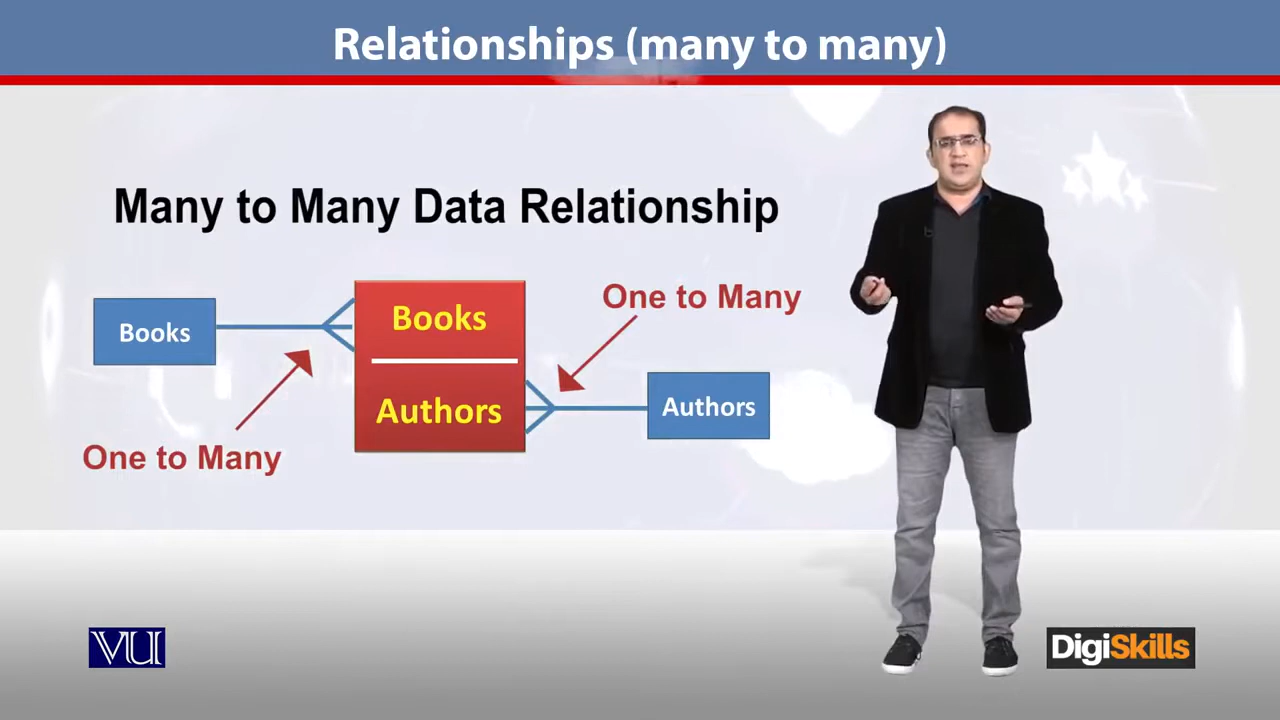 Relationships (many to many)
Many to Many Data Relationship
One to Many
Books
Books
Authors
Authors
One to Many
VU
DigiSkills